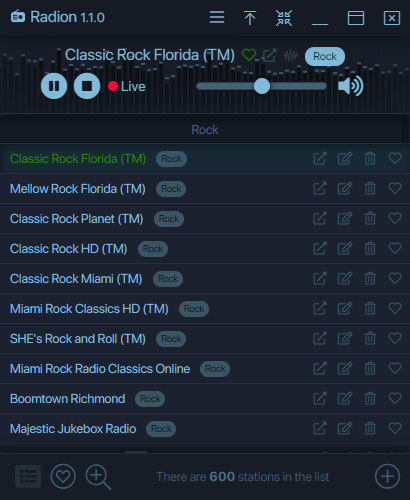 Radion 1.1.0
Classic Rock Florida (TM) Rock
Live
Rock
Classic Rock Florida (TM) Rock
Mellow Rock Florida (TM) Rock
Classic Rock Planet (TM) Rock
Classic Rock HD (TM) Rock
Classic Rock Miami (TM) Rock
Miami Rock Classics HD (TM) Rock
SHE's Rock and Roll (TM) Rock
Miami Rock Radio Classics Online Rock
Boomtown Richmond Rock
Majestic Jukebox Radio Rock
There are 600 stations in the list